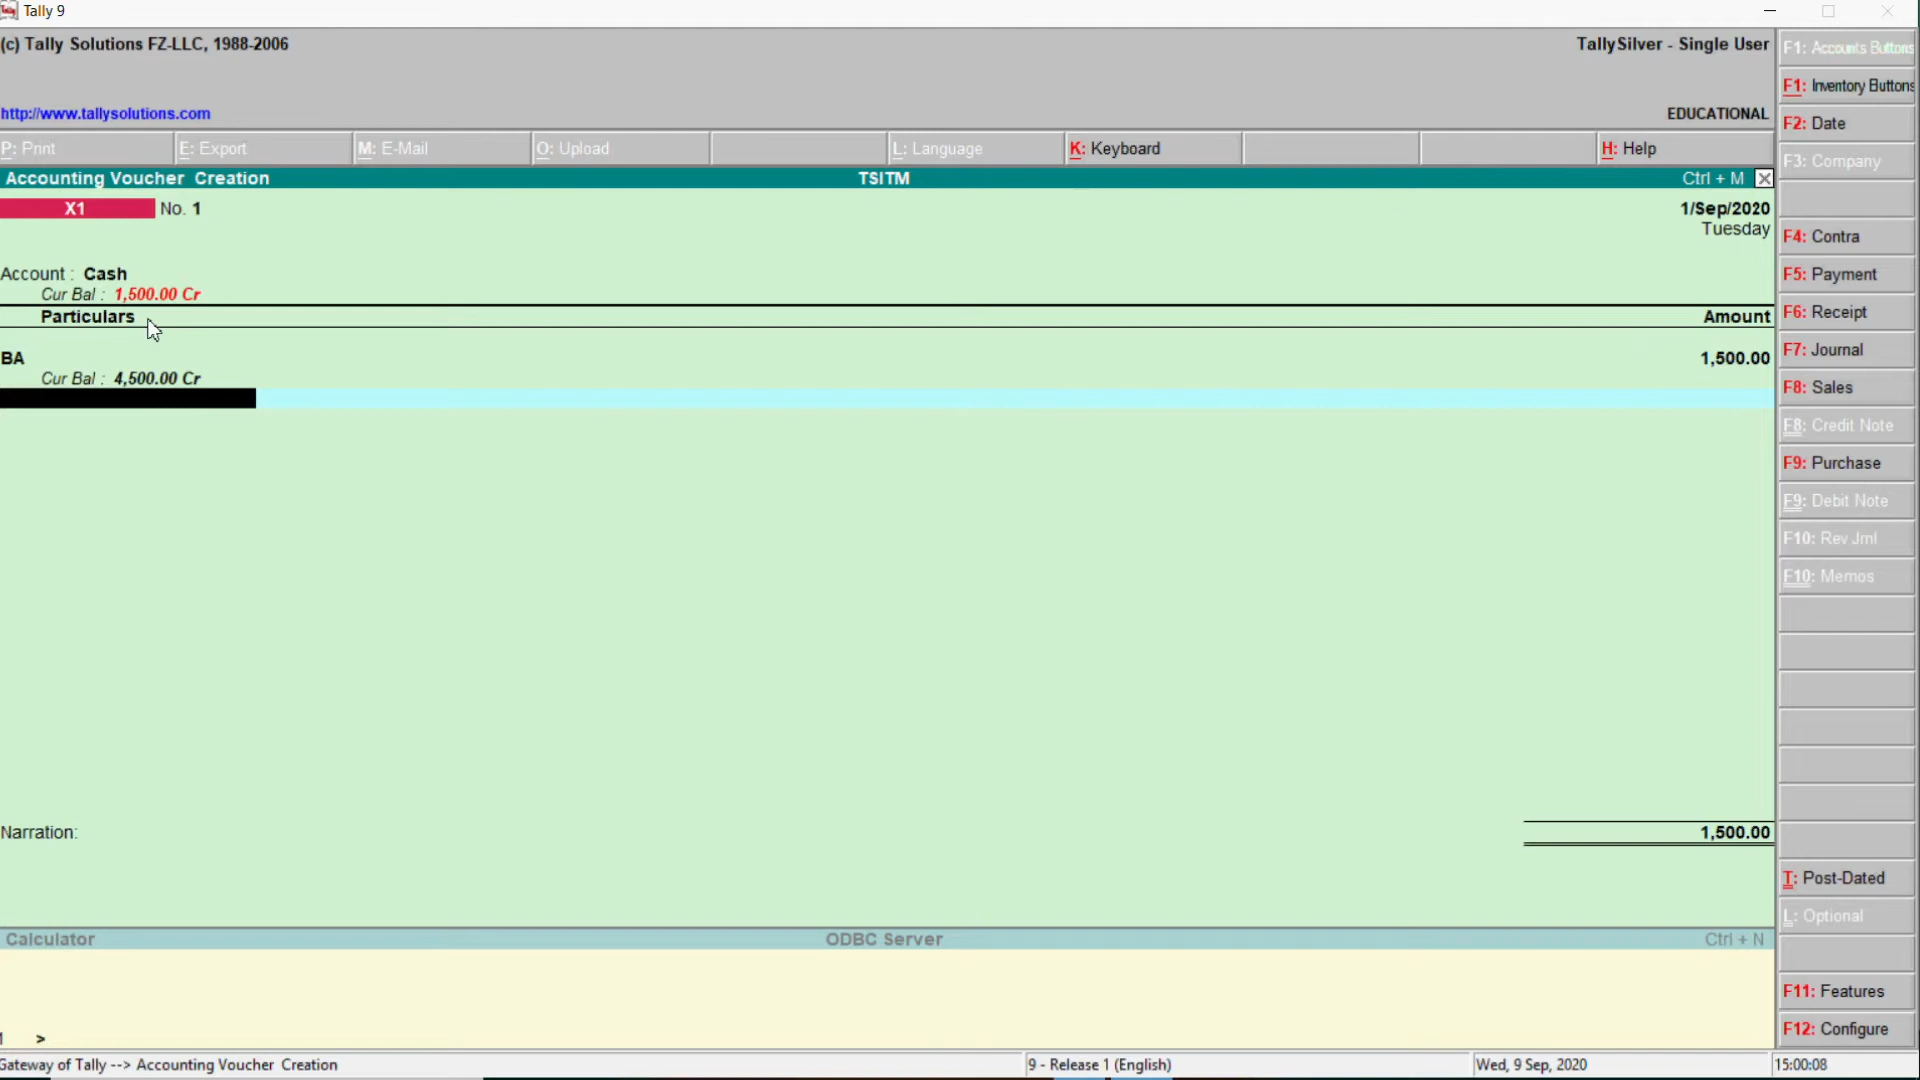 Tally 9
(c) Tally Solutions FZ-LLC, 1988-2006
TallySilver - Single User
http://www.tallysolutions.com
EDUCATIONAL
P: Print
E: Export
M: E-Mail
O: Upload
L: Language
K: Keyboard
H: Help
Accounting Voucher Creation
TSITM
Ctrl + M
X1
No. 1
1/Sep/2020
Tuesday
Account : Cash
Cur Bal : 1,500.00 Cr
Particulars
Amount
BA
1,500.00
Cur Bal : 4,500.00 Cr
Narration:
1,500.00
Calculator
ODBC Server
Ctrl + N
1 >
Gateway of Tally --> Accounting Voucher Creation
9 - Release 1 (English)
Wed, 9 Sep, 2020
15:00:08
F1: Accounts Buttons
F1: Inventory Buttons
F2: Date
F3: Company
F4: Contra
F5: Payment
F6: Receipt
F7: Journal
F8: Sales
F8: Credit Note
F9: Purchase
F9: Debit Note
F10: Rev Jrnl
F10: Memos
T: Post-Dated
L: Optional
F11: Features
F12: Configure